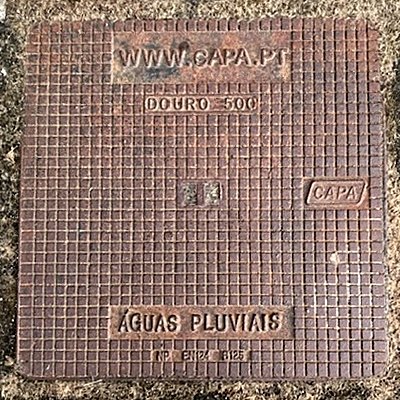 WWW.CAPA.PT
DOURO 500
CAPA
ÁGUAS PLUVIAIS
NP EN124 B125